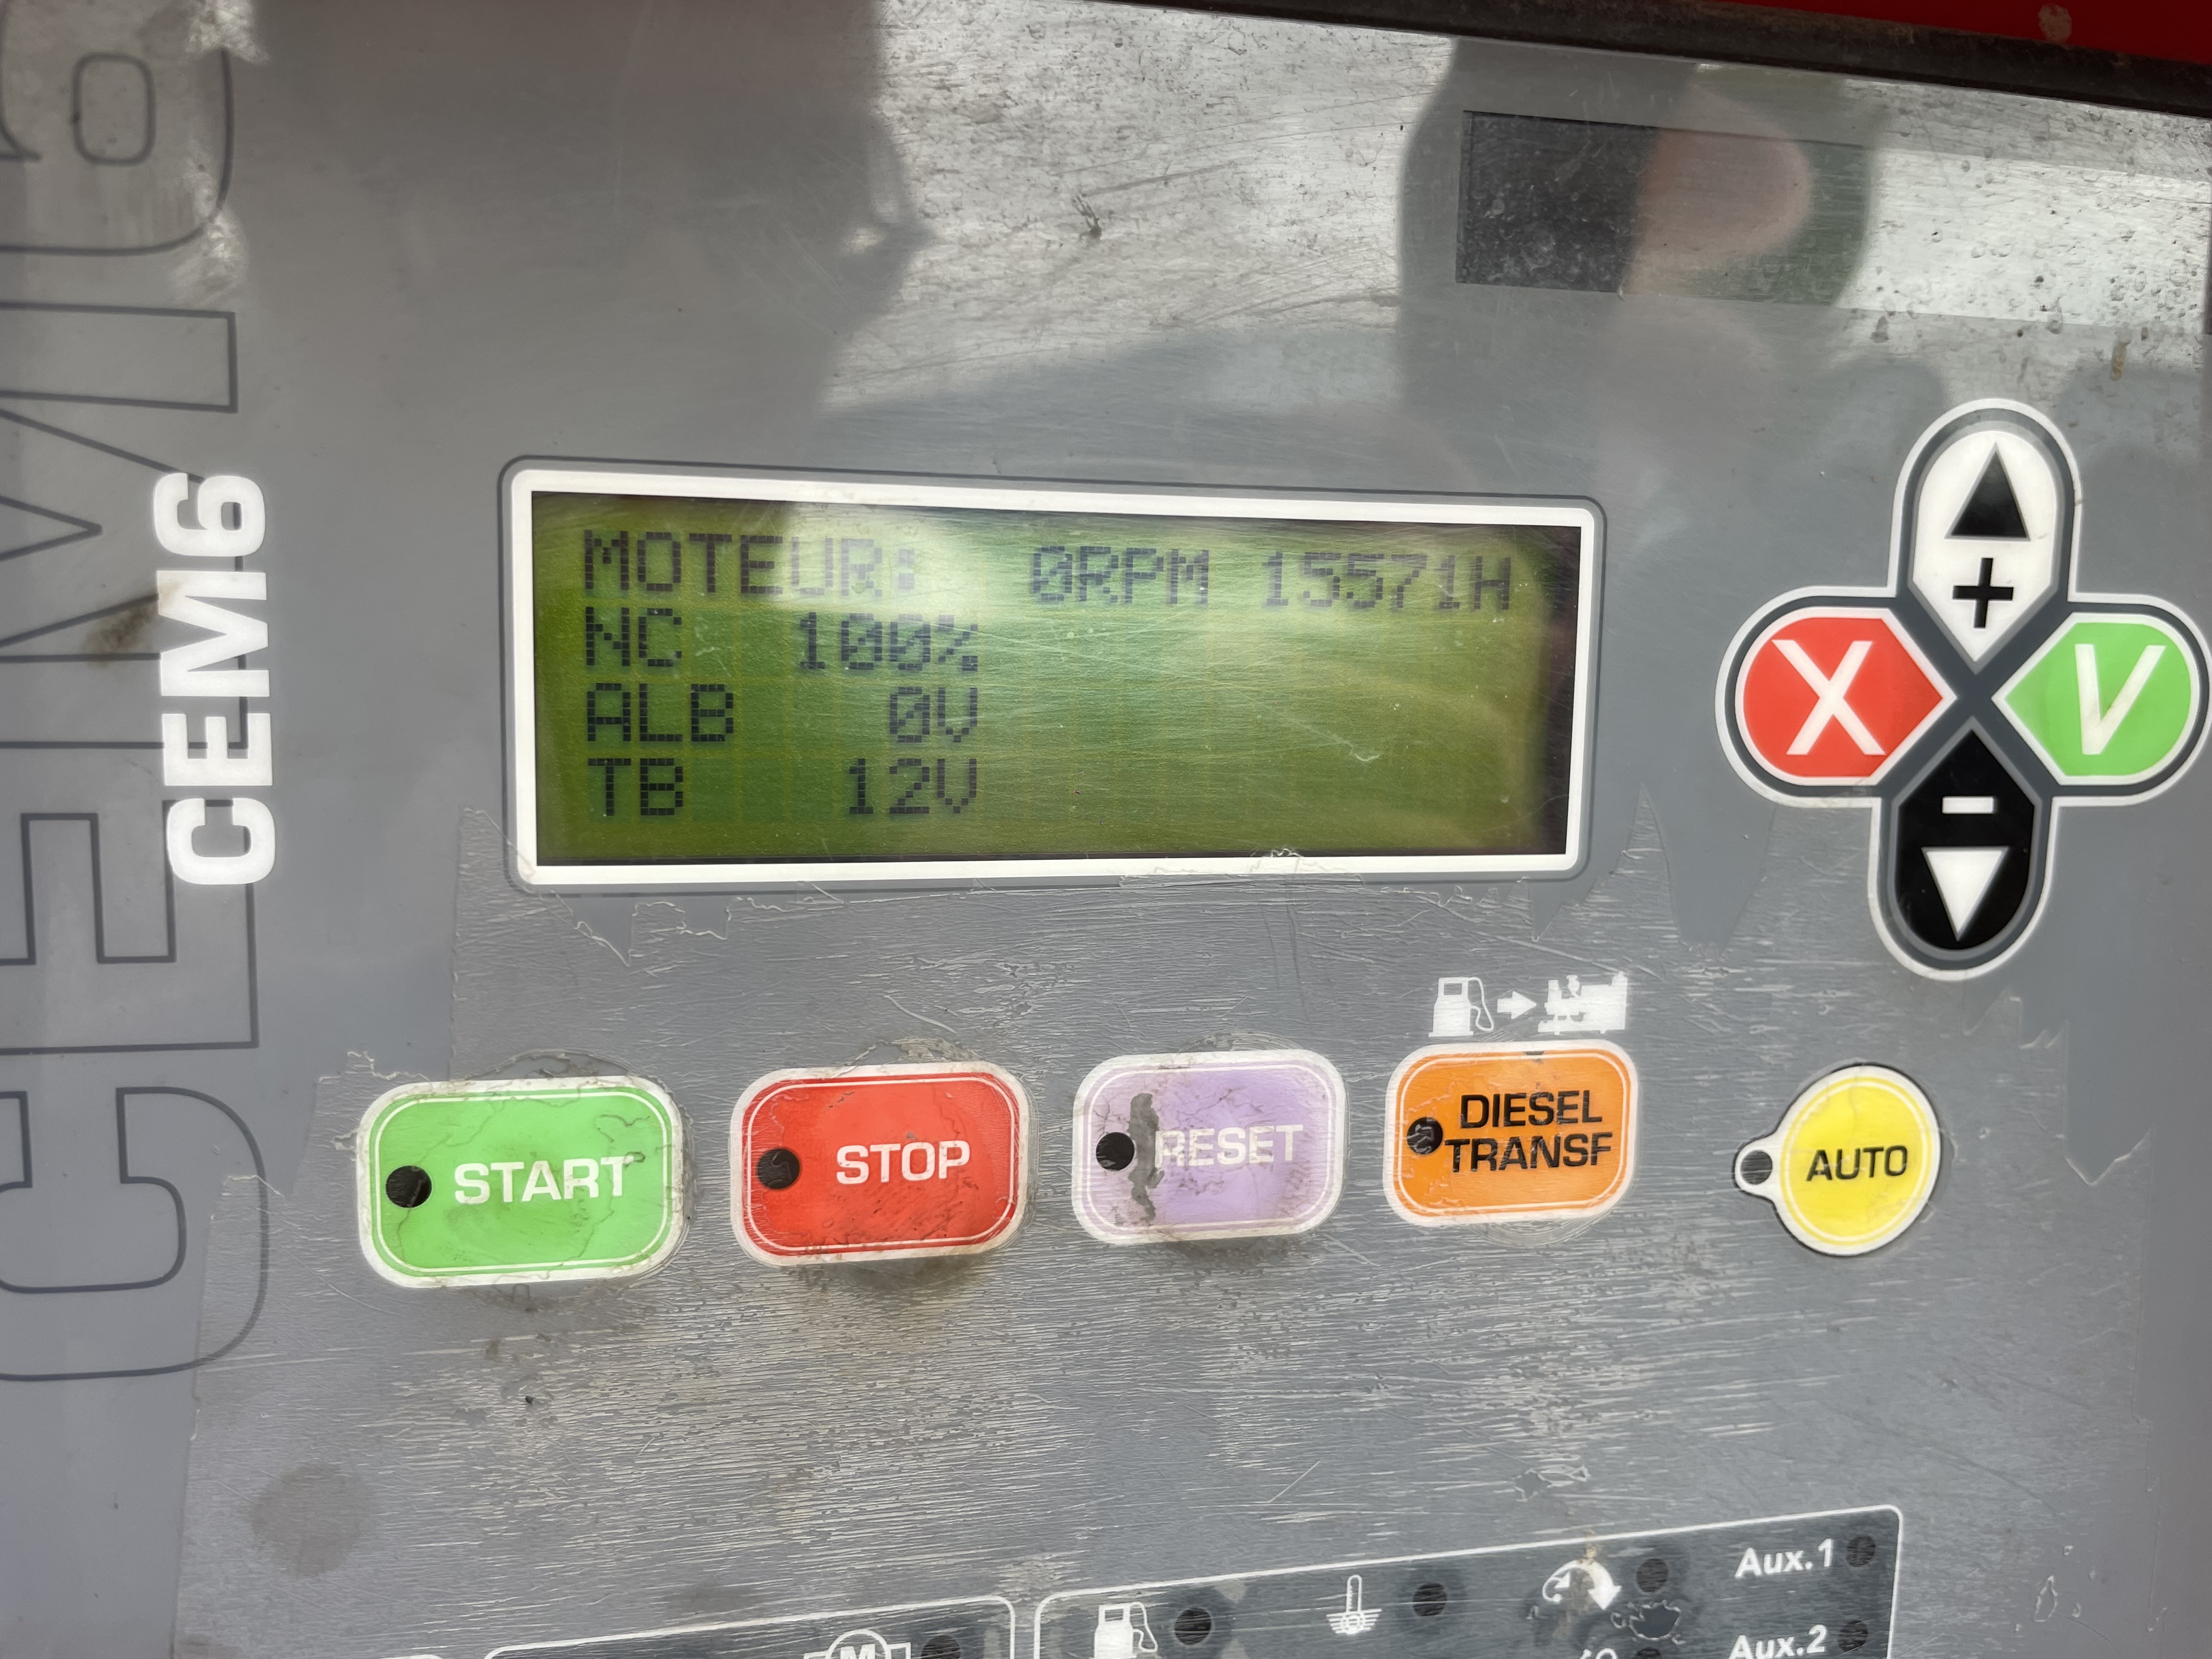 CEM6
CEM6
MOTEUR: 0RPM 15571H
NC 100%
ALB 0V
TB 12V
+
X
V
-
START
STOP
RESET
DIESEL
TRANSF
AUTO
Aux.1
Aux.2
M